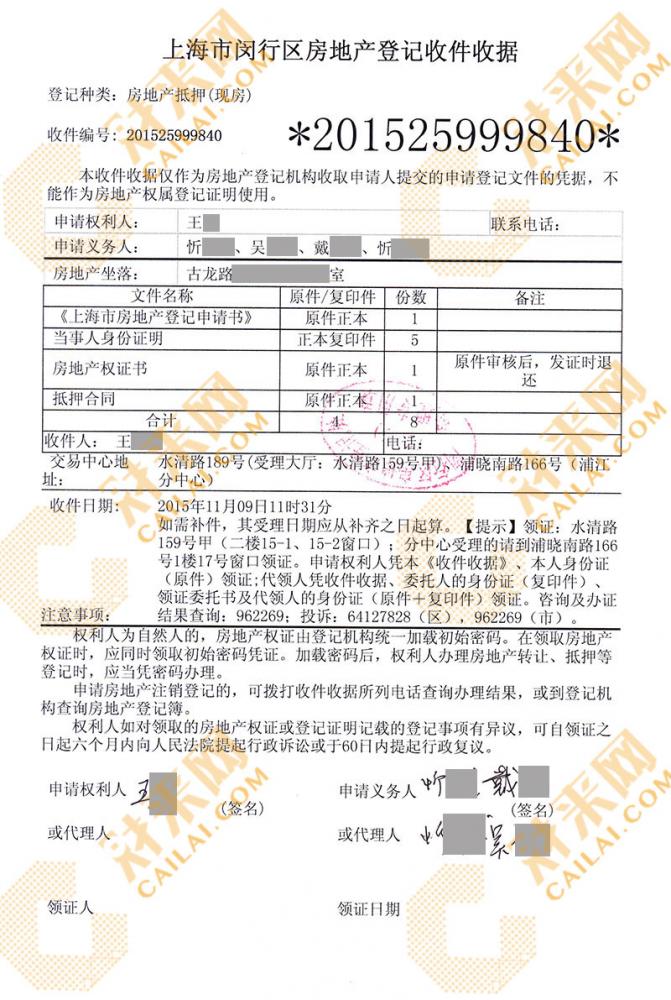 上海市闵行区房地产登记收件收据
登记种类：房地产抵押(现房)
收件编号：201525999840 *201525999840*
本收件收据仅作为房地产登记机构收取申请人提交的申请登记文件的凭据，不
能作为房地产权属登记证明使用。
申请权利人： 王 联系电话：
申请义务人： 忻 、吴 、戴 、忻
房地产坐落： 古龙路 室
文件名称 原件/复印件 份数 备注
《上海市房地产登记申请书》 原件正本 1
当事人身份证明 正本复印件 5
房地产权证书 原件正本 1 原件审核后，发证时退
还
抵押合同 原件正本 1
合计 4 8
收件人：王 电话：
交易中心地 水清路189号(受理大厅：水清路159号甲)、浦晓南路166号（浦江
址： 分中心）
收件日期： 2015年11月09日11时31分
如需补件，其受理日期应从补齐之日起算。【提示】领证：水清路
159号甲（二楼15-1、15-2窗口）；分中心受理的请到浦晓南路166
号1楼17号窗口领证。申请权利人凭本《收件收据》、本人身份证
（原件）领证;代领人凭收件收据、委托人的身份证（复印件）、
领证委托书及代领人的身份证（原件＋复印件）领证。咨询及办证
注意事项： 结果查询：962269；投诉：64127828（区），962269（市）。
权利人为自然人的，房地产权证由登记机构统一加载初始密码。在领取房地产
权证时，应同时领取初始密码凭证。加载密码后，权利人办理房地产转让、抵押等
登记时，应当凭密码办理。
申请房地产注销登记的，可拨打收件收据所列电话查询办理结果，或到登记机
构查询房地产登记簿。
权利人如对领取的房地产权证或登记证明记载的登记事项有异议，可自领证之
日起六个月内向人民法院提起行政诉讼或于60日内提起行政复议。
申请权利人 王 申请义务人 忻 戴
(签名) (签名)
或代理人 或代理人 忻 吴
领证人 领证日期
财来网
CAILAI.COM